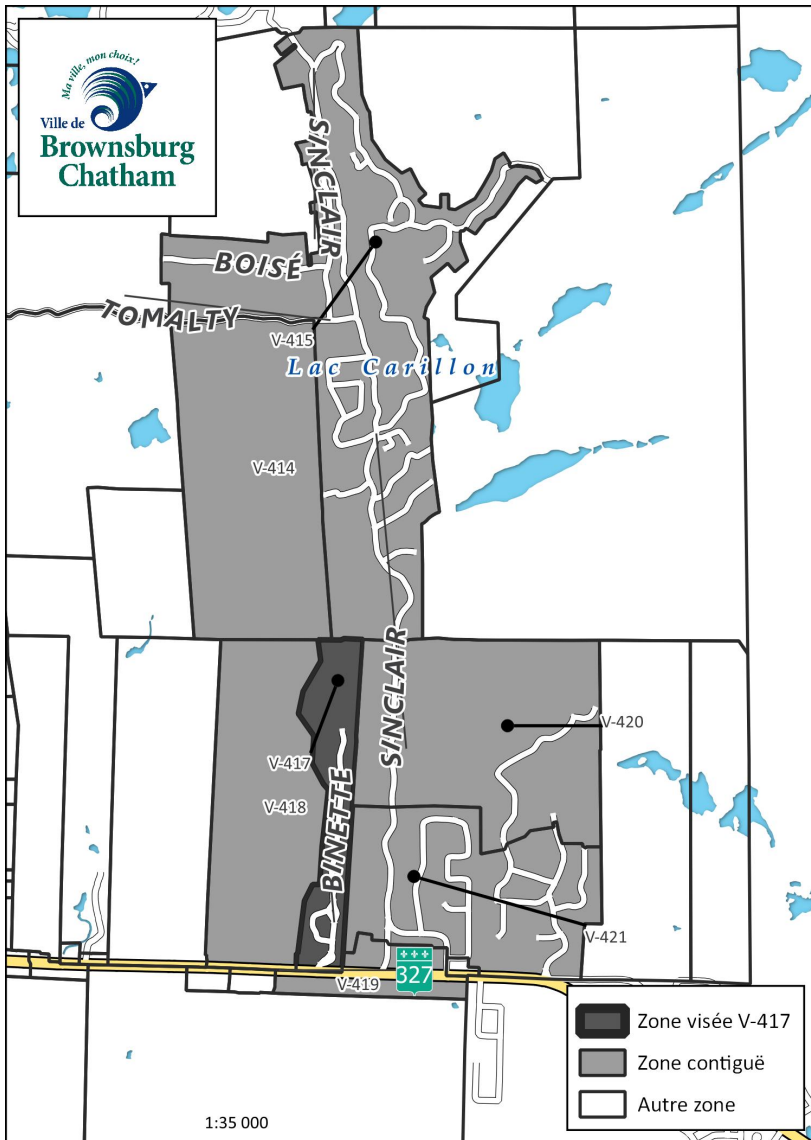 Ma ville, mon choix!
Ville de
Brownsburg
Chatham
SINCLAIR
BOISÉ
TOMALTY
V-415
Lac Carillon
V-414
SINCLAIR
V-420
V-417
V-418
BINETTE
V-421
327
V-419
Zone visée V-417
Zone contiguë
Autre zone
1:35 000